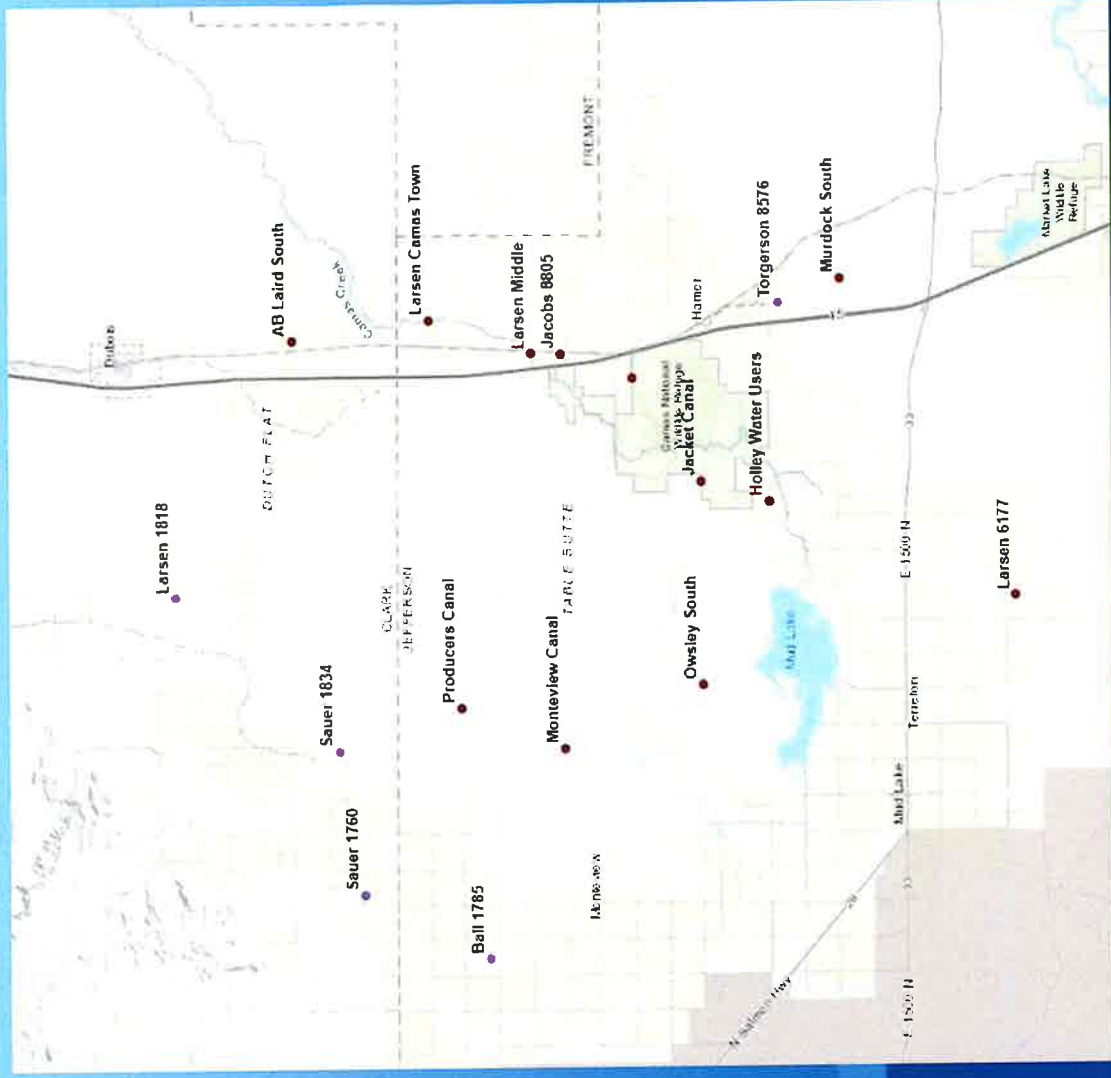 Dubois
AB Laird South
Camas Creek
DUTCH FLAT
Larsen 1818
Larsen Camas Town
FREMONT
Larsen Middle
Jacobs 8805
CLARK
JEFFERSON
Sauer 1834
Sauer 1760
Producers Canal
Monteview Canal
TABLE BUTTE
Ball 1785
Monteview
Camas National
Wildlife Refuge
Jacket Canal
Hamer
Torgerson 8576
Murdock South
Holley Water Users
Owsley South
Mud Lake
15
Market Lake
Wildlife
Refuge
33
E 1500 N
Larsen 6177
Terreton
Mud Lake
28
33
N Salmon Hwy
E 1500 N